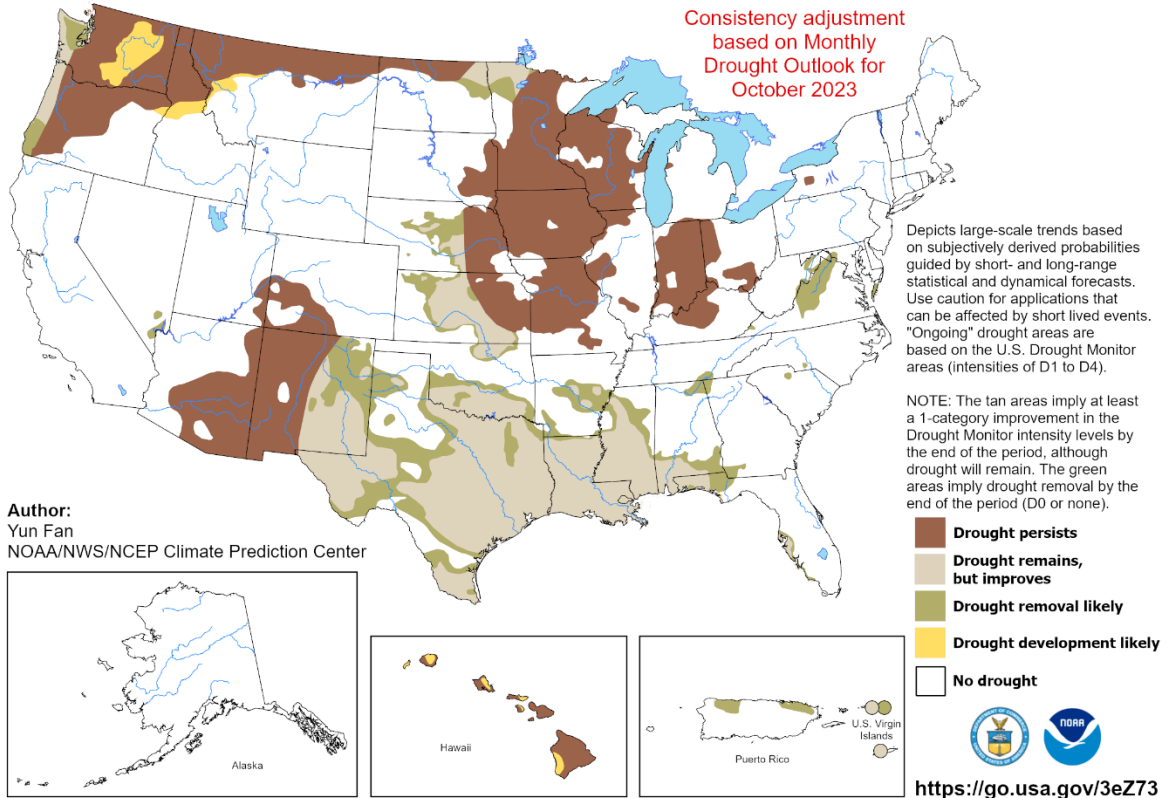 Consistency adjustment
based on Monthly
Drought Outlook for
October 2023
Depicts large-scale trends based
on subjectively derived probabilities
guided by short- and long-range
statistical and dynamical forecasts.
Use caution for applications that
can be affected by short lived events.
"Ongoing" drought areas are
based on the U.S. Drought Monitor
areas (intensities of D1 to D4).
NOTE: The tan areas imply at least
a 1-category improvement in the
Drought Monitor intensity levels by
the end of the period, although
drought will remain. The green
areas imply drought removal by the
end of the period (D0 or none).
Author:
Yun Fan
NOAA/NWS/NCEP Climate Prediction Center
Drought persists
Drought remains,
but improves
Drought removal likely
Drought development likely
No drought
Alaska
Hawaii
Puerto Rico
U.S. Virgin
Islands
NOAA
https://go.usa.gov/3eZ73